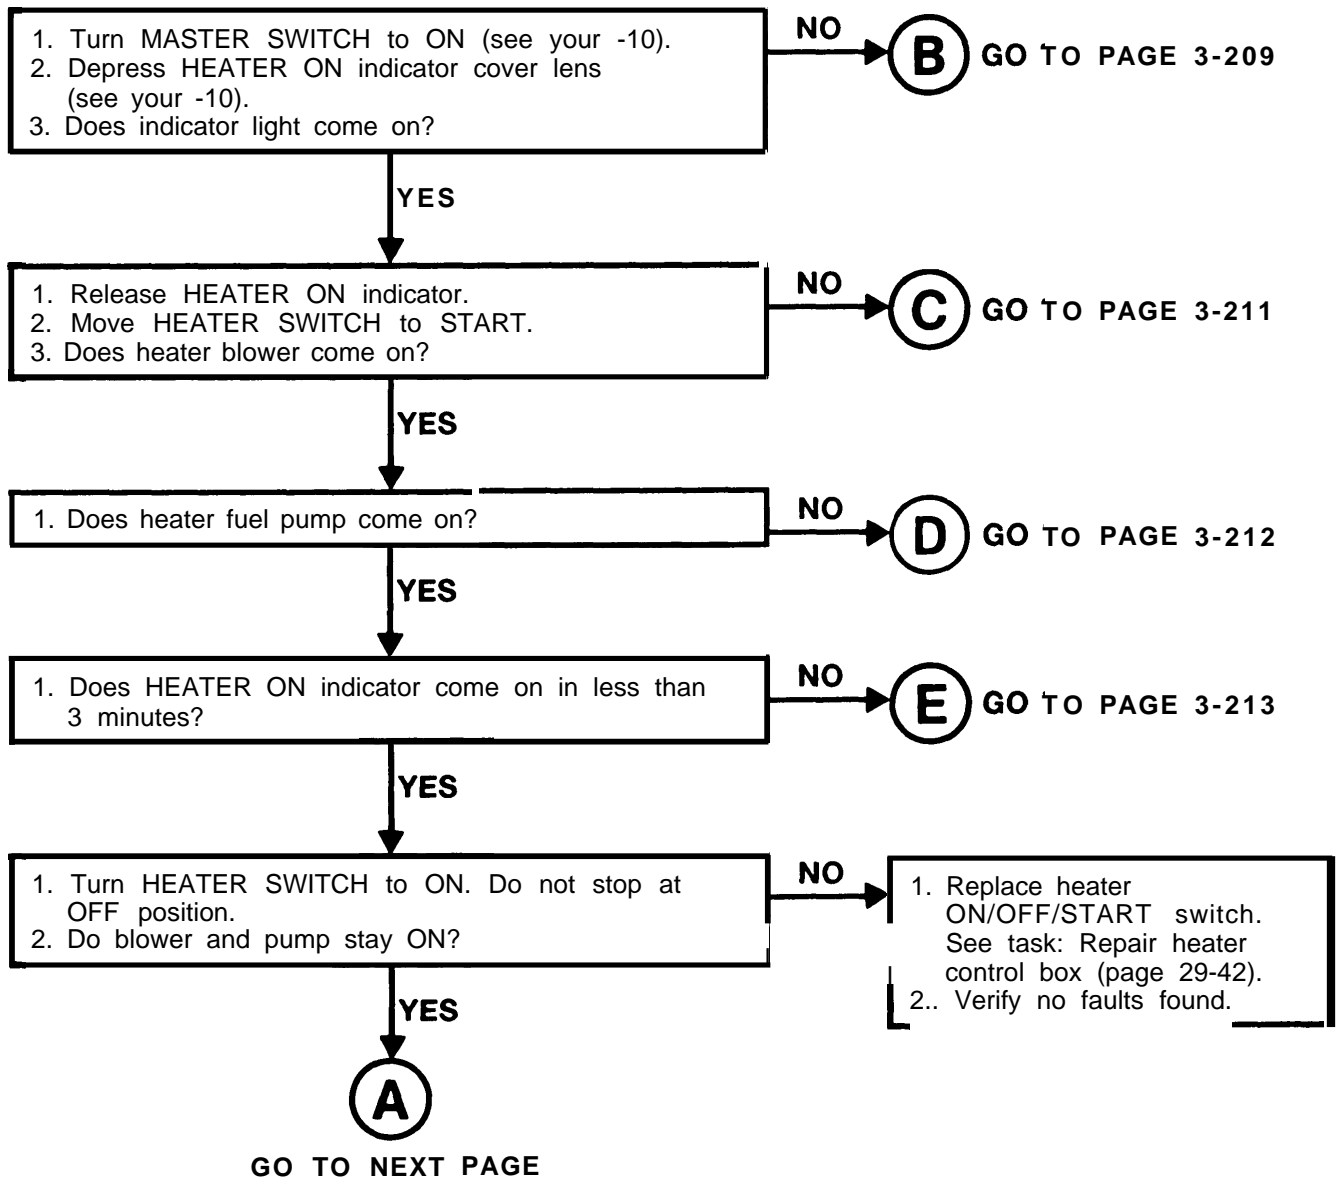 1. Turn MASTER SWITCH to ON (see your -10).
2. Depress HEATER ON indicator cover lens
(see your -10).
3. Does indicator light come on?
NO
B
GO TO PAGE 3-209
YES
1. Release HEATER ON indicator.
2. Move HEATER SWITCH to START.
3. Does heater blower come on?
NO
C
GO TO PAGE 3-211
YES
1. Does heater fuel pump come on?
NO
D
GO TO PAGE 3-212
YES
1. Does HEATER ON indicator come on in less than
3 minutes?
NO
E
GO TO PAGE 3-213
YES
1. Turn HEATER SWITCH to ON. Do not stop at
OFF position.
2. Do blower and pump stay ON?
NO
1. Replace heater
ON/OFF/START switch.
See task: Repair heater
control box (page 29-42).
2.. Verify no faults found.
YES
A
GO TO NEXT PAGE